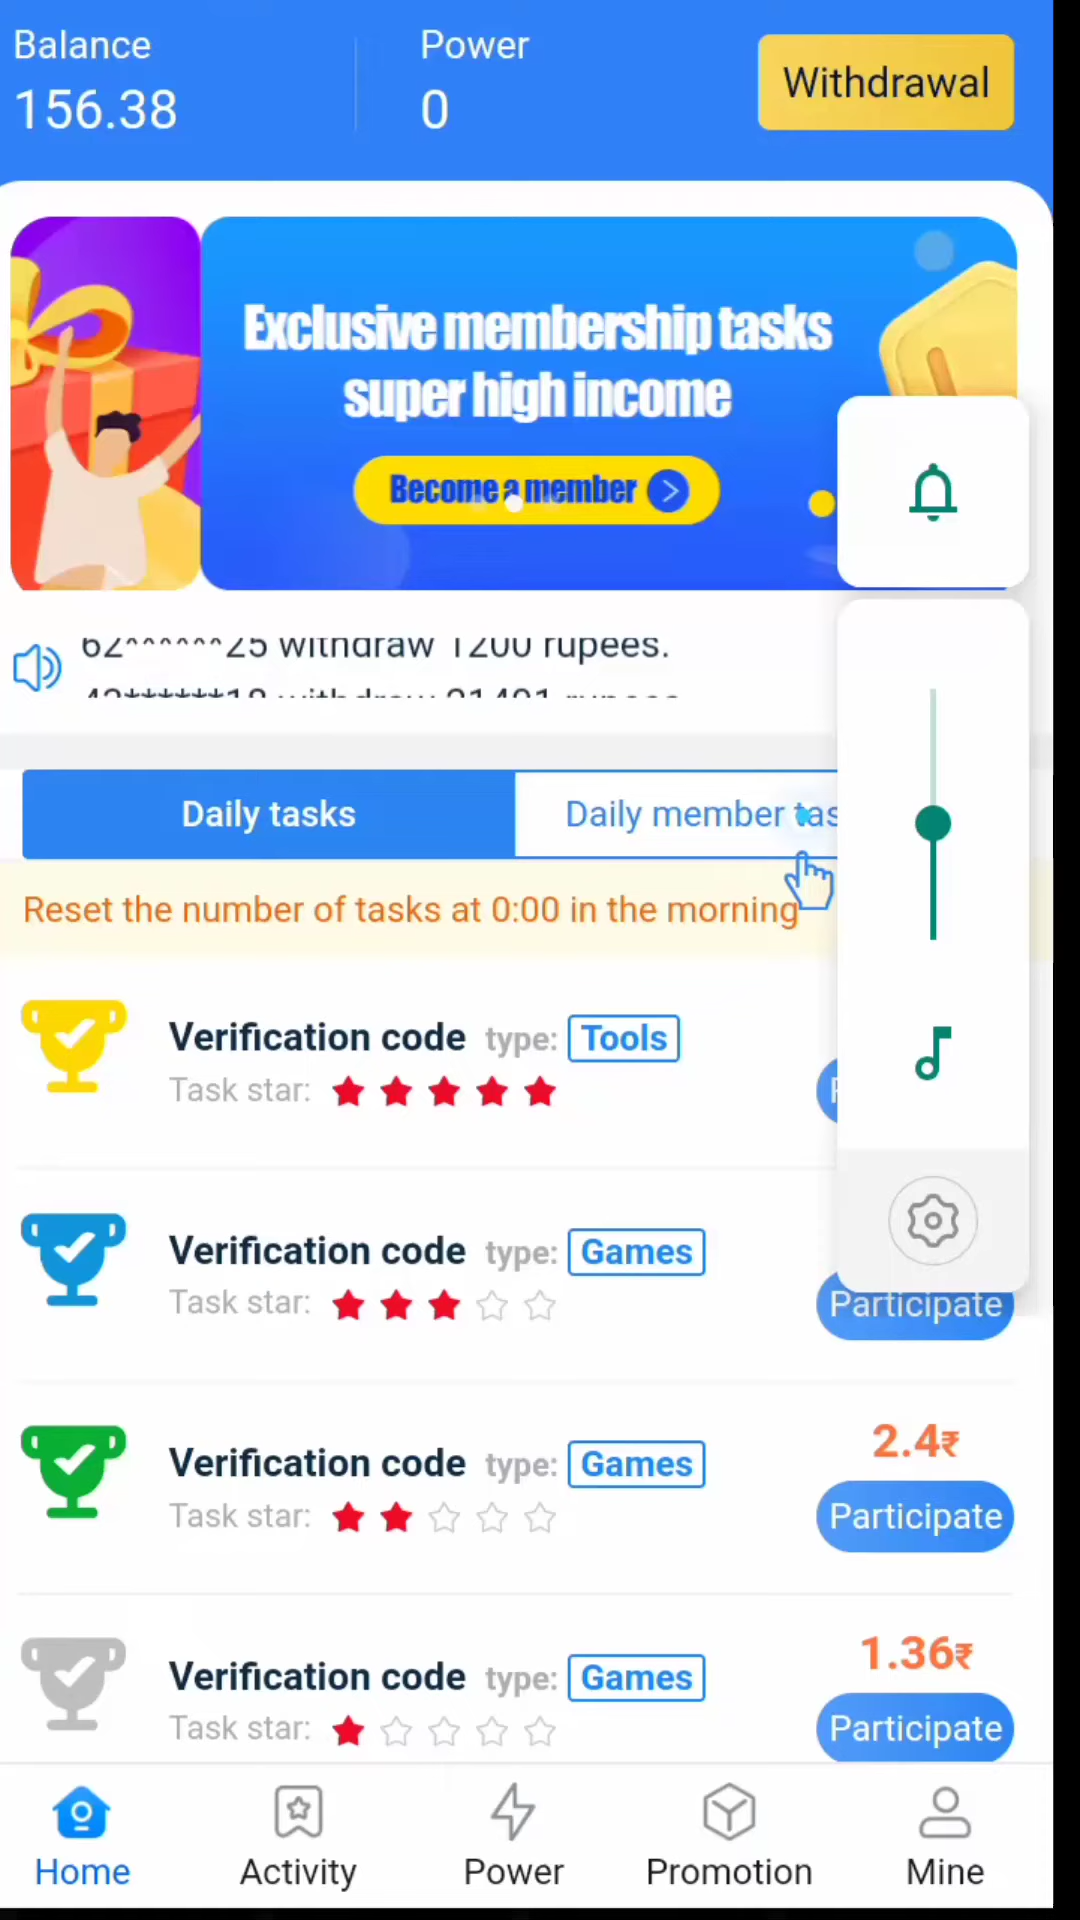 Balance
Power
156.38
0
Withdrawal
Exclusive membership tasks
super high income
Become a member
62******25 withdraw 1200 rupees.
Daily tasks
Daily member tas
Reset the number of tasks at 0:00 in the morning
Verification code type: Tools
Task star:
Verification code type: Games
Task star:
Participate
Verification code type: Games
2.4₹
Task star:
Participate
Verification code type: Games
1.36₹
Task star:
Participate
Home
Activity
Power
Promotion
Mine